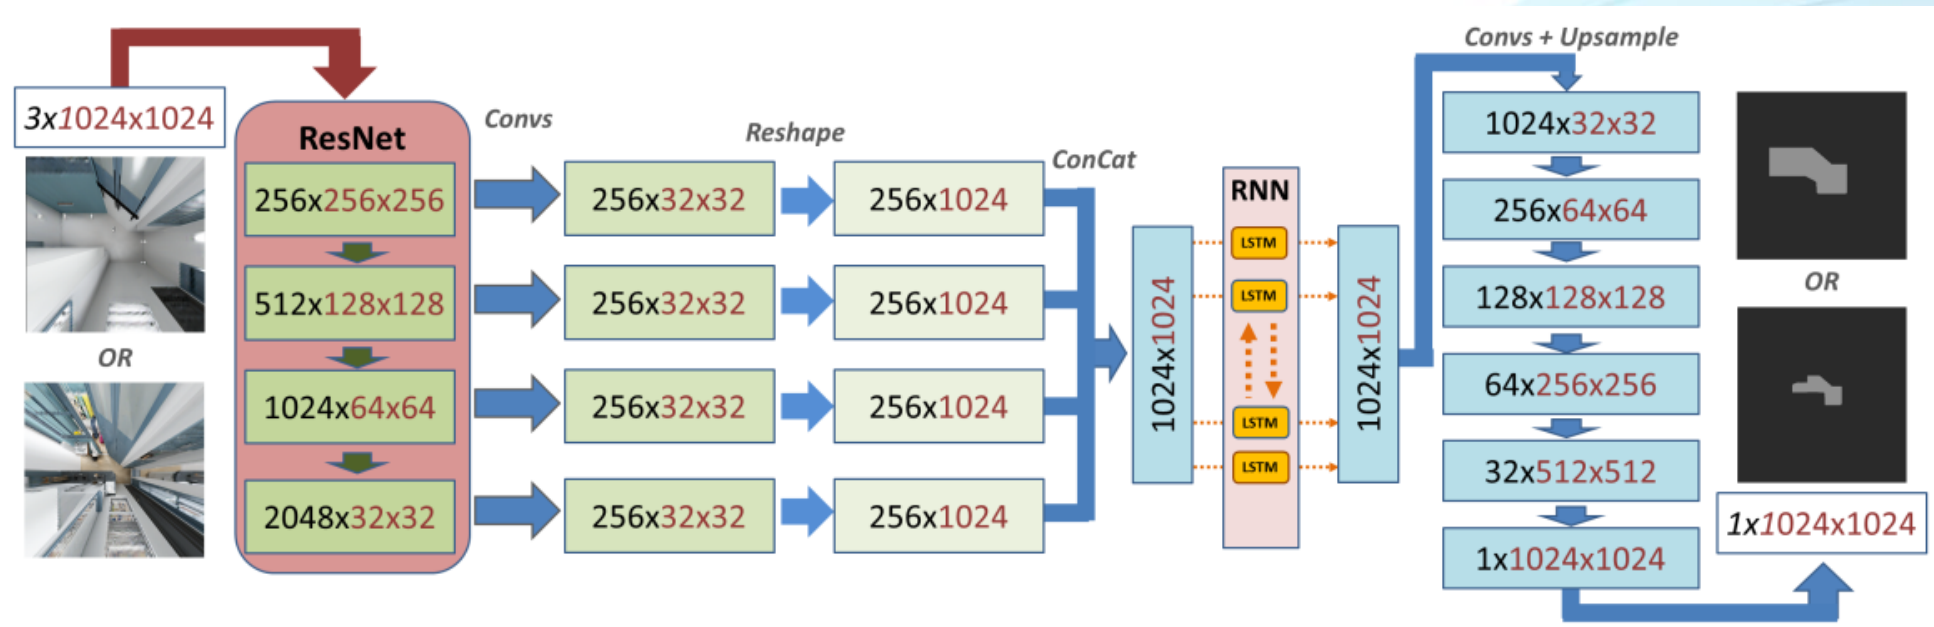 3x1024x1024
OR
ResNet
256x256x256
512x128x128
1024x64x64
2048x32x32
Convs
256x32x32
256x32x32
256x32x32
256x32x32
Reshape
256x1024
256x1024
256x1024
256x1024
ConCat
1024x1024
RNN
LSTM
LSTM
LSTM
LSTM
1024x1024
Convs + Upsample
1024x32x32
256x64x64
128x128x128
64x256x256
32x512x512
1x1024x1024
OR
1x1024x1024